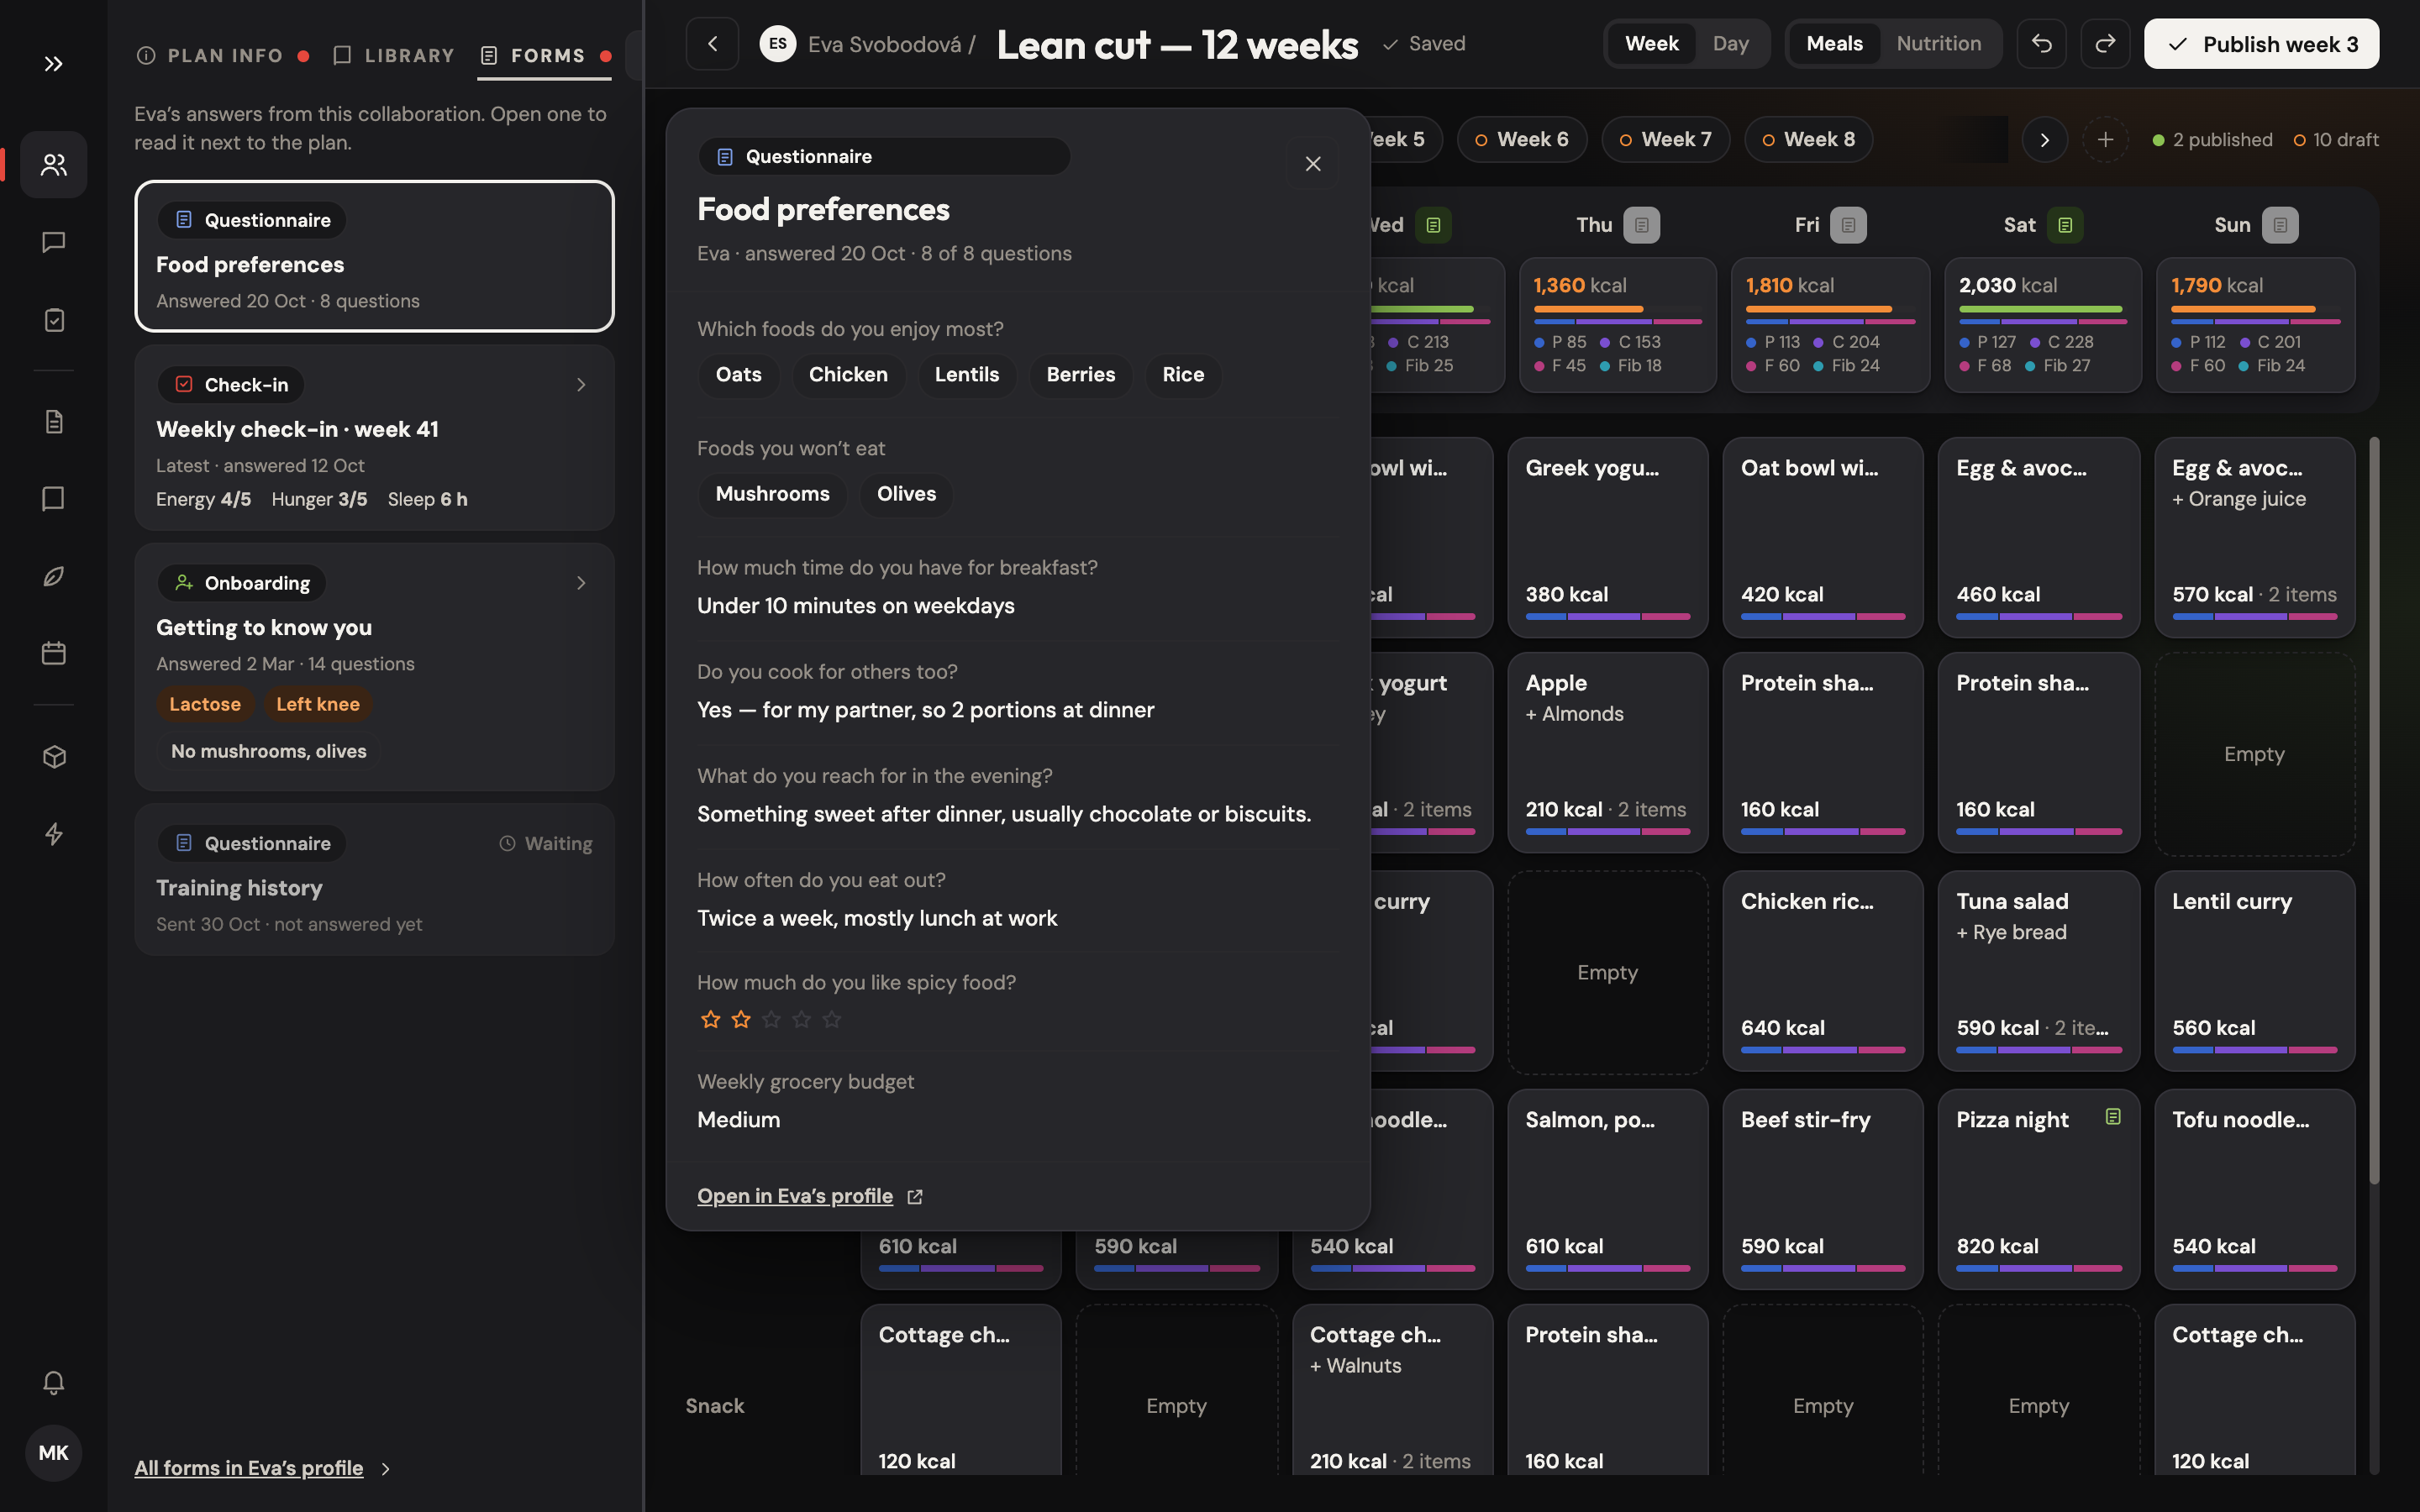 PLAN INFO
LIBRARY
FORMS
Eva’s answers from this collaboration. Open one to
read it next to the plan.
Questionnaire
Food preferences
Answered 20 Oct · 8 questions
Check-in
Weekly check-in · week 41
Latest · answered 12 Oct
Energy 4/5 Hunger 3/5 Sleep 6 h
Onboarding
Getting to know you
Answered 2 Mar · 14 questions
Lactose
Left knee
No mushrooms, olives
Questionnaire
Waiting
Training history
Sent 30 Oct · not answered yet
All forms in Eva’s profile
MK
ES
Eva Svobodová /
Lean cut — 12 weeks
Saved
Week
Day
Meals
Nutrition
Publish week 3
Questionnaire
Food preferences
Eva · answered 20 Oct · 8 of 8 questions
Which foods do you enjoy most?
Oats
Chicken
Lentils
Berries
Rice
Foods you won’t eat
Mushrooms
Olives
How much time do you have for breakfast?
Under 10 minutes on weekdays
Do you cook for others too?
Yes — for my partner, so 2 portions at dinner
What do you reach for in the evening?
Something sweet after dinner, usually chocolate or biscuits.
How often do you eat out?
Twice a week, mostly lunch at work
How much do you like spicy food?
Weekly grocery budget
Medium
Open in Eva’s profile
5
Week 6
Week 7
Week 8
2 published
10 draft
Thu
Fri
Sat
Sun
kcal
1,360 kcal
1,810 kcal
2,030 kcal
1,790 kcal
C 213
P 85 C 153
P 113 C 204
P 127 C 228
P 112 C 201
Fib 25
F 45 Fib 18
F 60 Fib 24
F 68 Fib 27
F 60 Fib 24
wi…
Greek yogu…
Oat bowl wi…
Egg & avoc…
Egg & avoc…
+ Orange juice
380 kcal
420 kcal
460 kcal
570 kcal · 2 items
yogurt
Apple
Protein sha…
Protein sha…
+ Almonds
Empty
· 2 items
210 kcal · 2 items
160 kcal
160 kcal
curry
Chicken ric…
Tuna salad
Lentil curry
+ Rye bread
Empty
640 kcal
590 kcal · 2 ite…
560 kcal
Salmon, po…
Beef stir-fry
Pizza night
Tofu noodle…
610 kcal
590 kcal
540 kcal
610 kcal
590 kcal
820 kcal
540 kcal
Snack
Cottage ch…
Empty
Cottage ch…
+ Walnuts
Protein sha…
Empty
Empty
Cottage ch…
120 kcal
210 kcal · 2 items
160 kcal
120 kcal